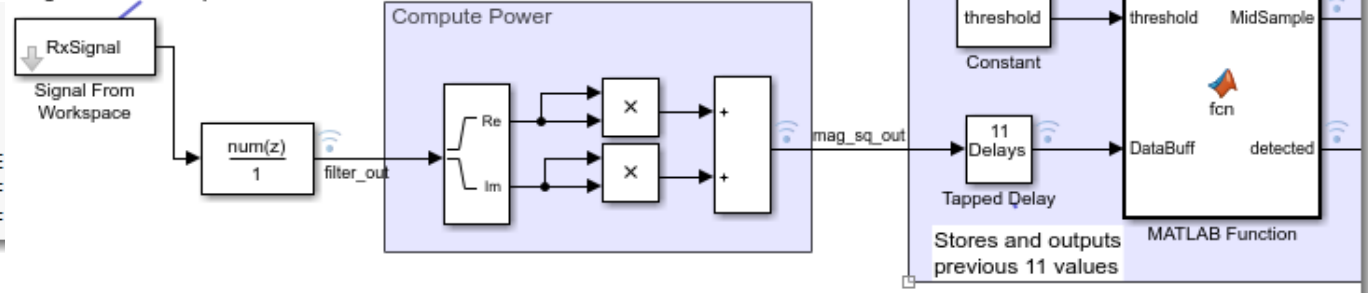 RxSignal
Signal From
Workspace
num(z)
1
filter_out
Compute Power
Re
Im
×
×
+
+
mag_sq_out
threshold
Constant
11
Delays
Tapped Delay
Stores and outputs
previous 11 values
threshold
MidSample
fcn
DataBuff
detected
MATLAB Function